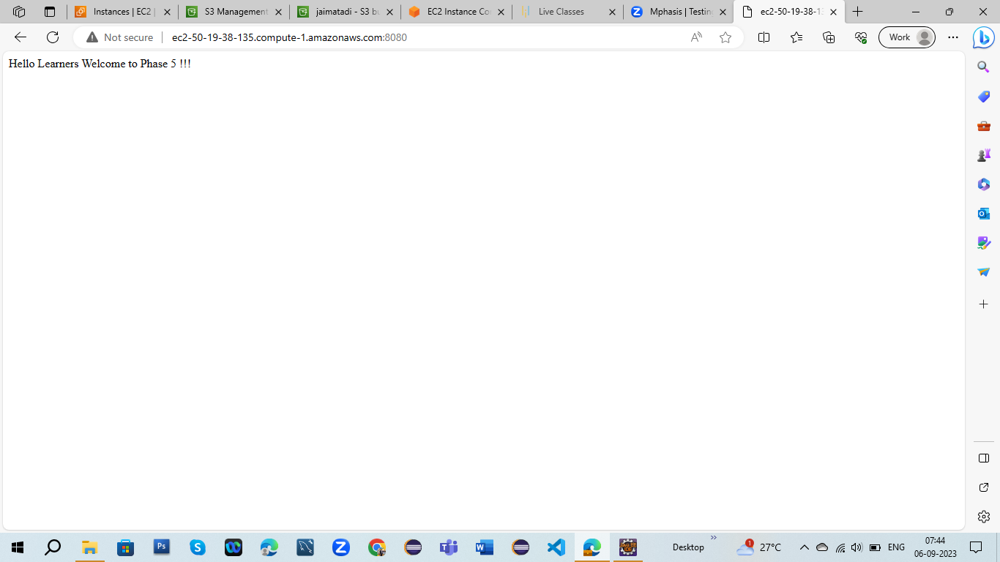 Instances | EC2 |
S3 Management
jaimatadi - S3 bu
EC2 Instance Co
Live Classes
Mphasis | Testing
ec2-50-19-38-13
Not secure
ec2-50-19-38-135.compute-1.amazonaws.com:8080
Work
Hello Learners Welcome to Phase 5 !!!
Ps
Desktop
1
27°C
ENG
07:44
06-09-2023